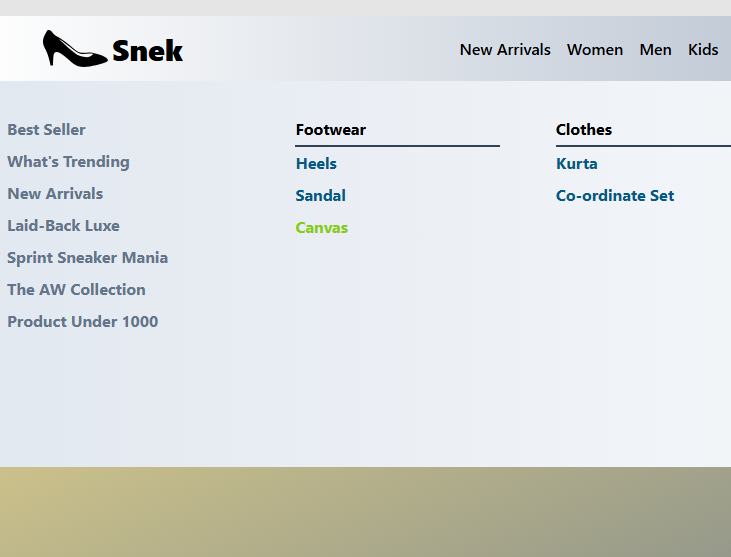 Snek
New Arrivals Women Men Kids
Best Seller
What's Trending
New Arrivals
Laid-Back Luxe
Sprint Sneaker Mania
The AW Collection
Product Under 1000
Footwear
Heels
Sandal
Canvas
Clothes
Kurta
Co-ordinate Set